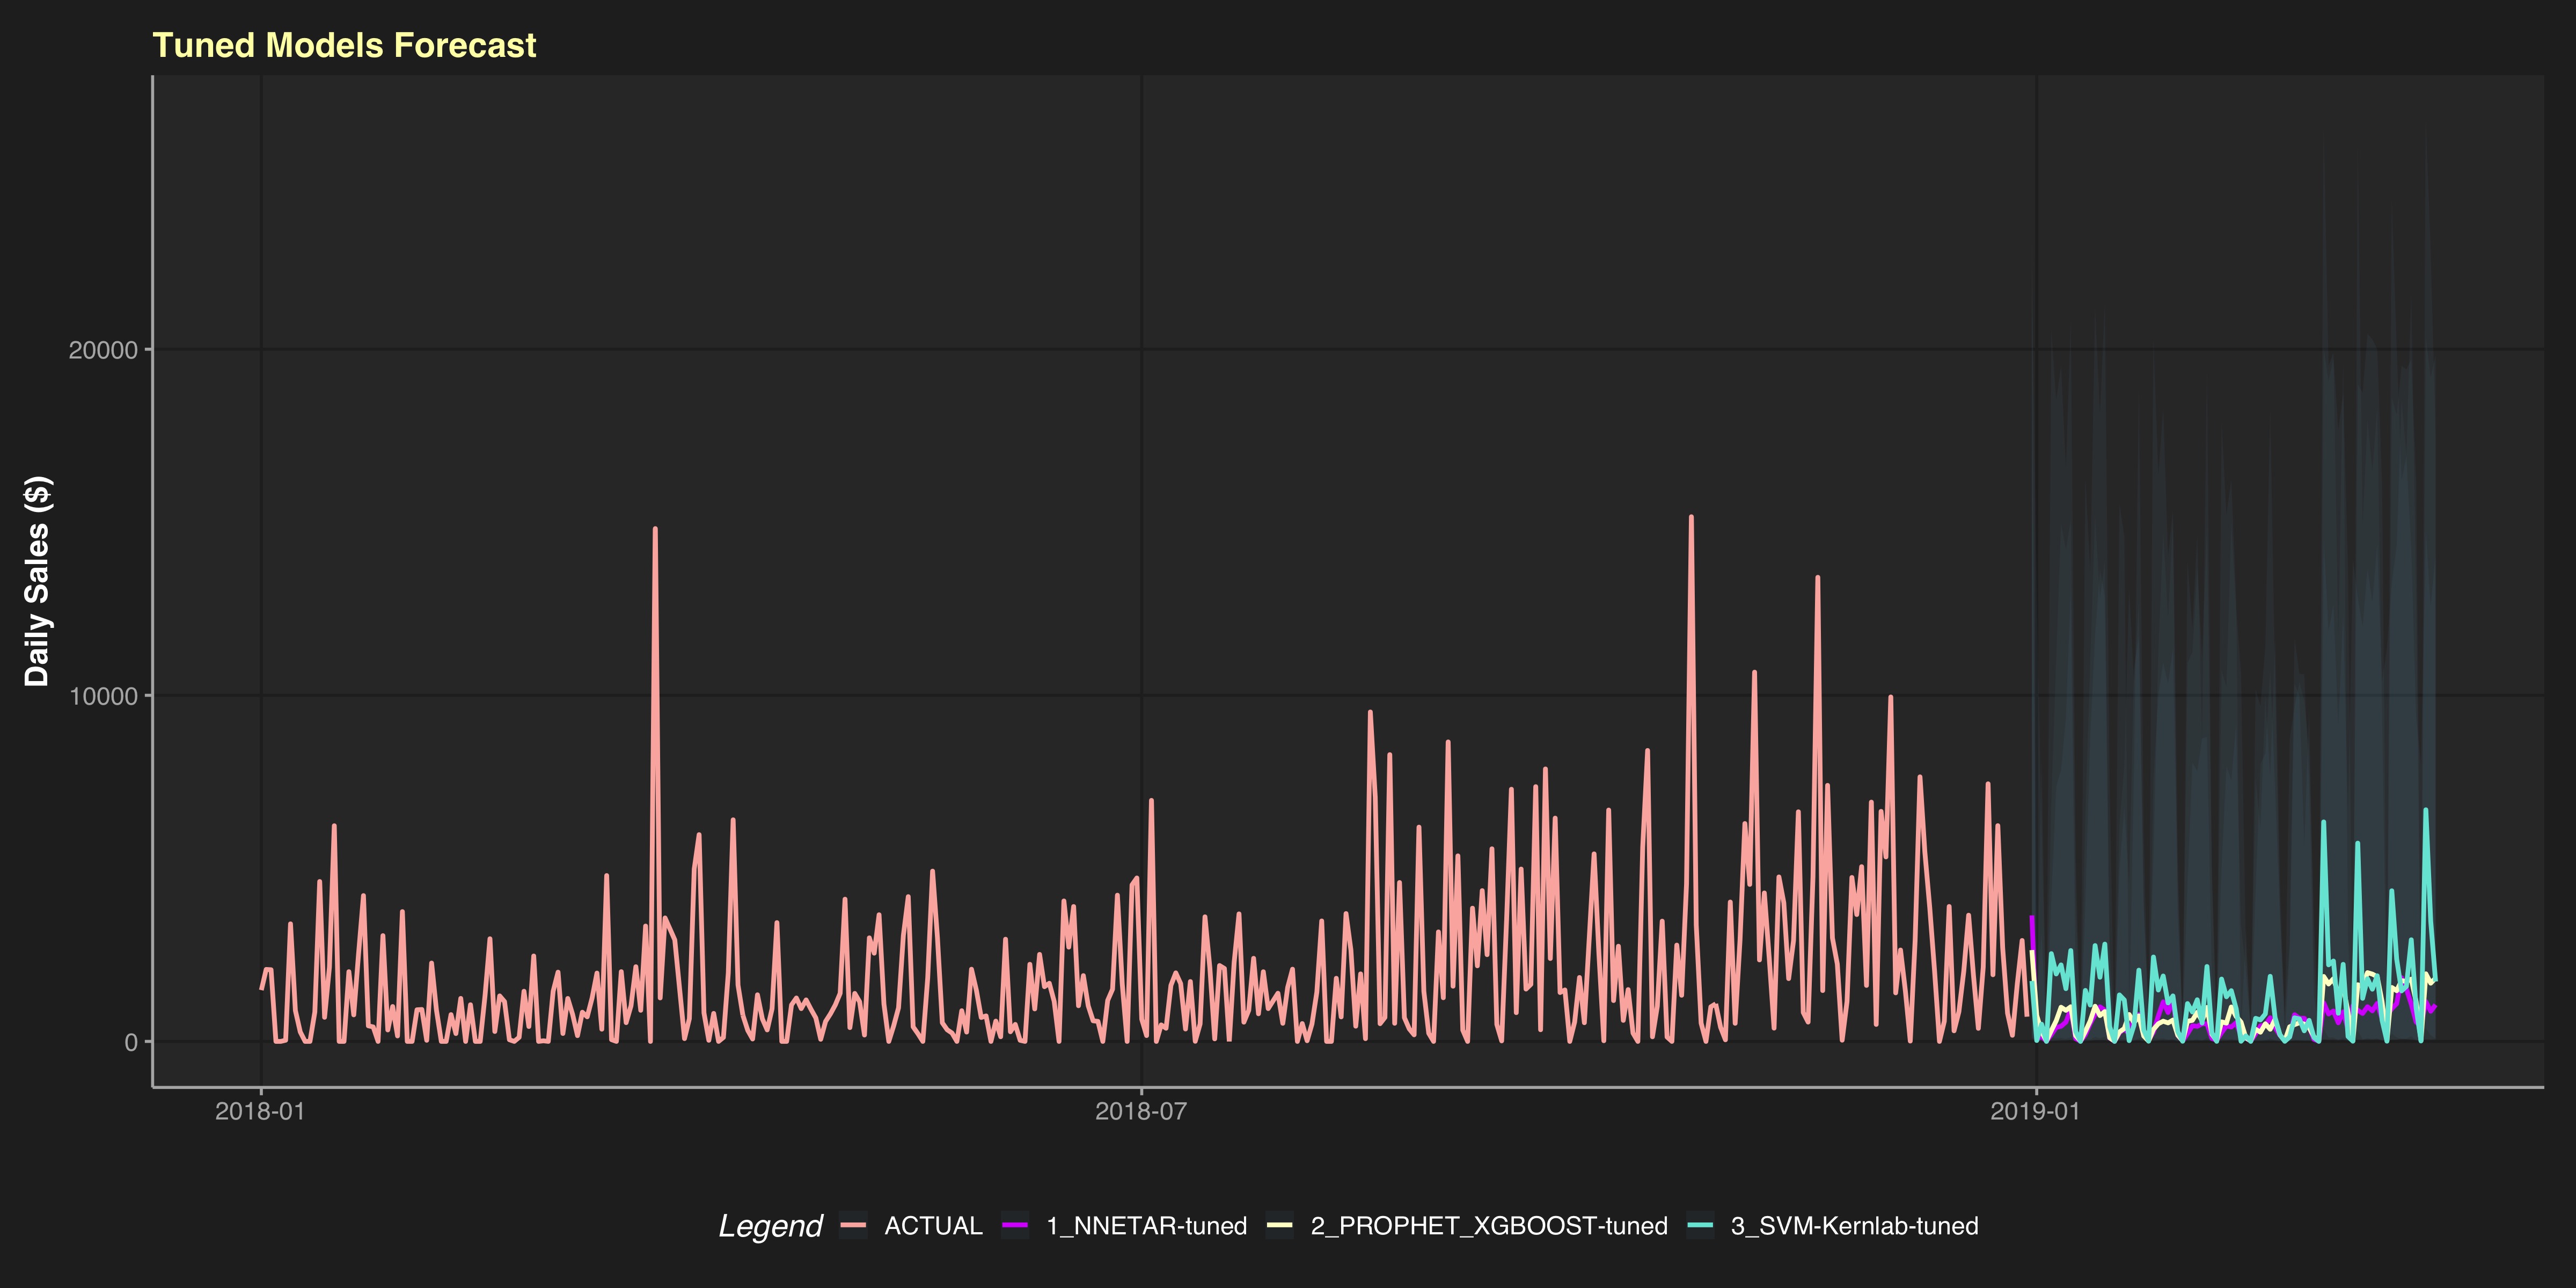 Tuned Models Forecast
Daily Sales ($)
20000
10000
0
2018-01
2018-07
2019-01
Legend ACTUAL 1_NNETAR-tuned 2_PROPHET_XGBOOST-tuned 3_SVM-Kernlab-tuned